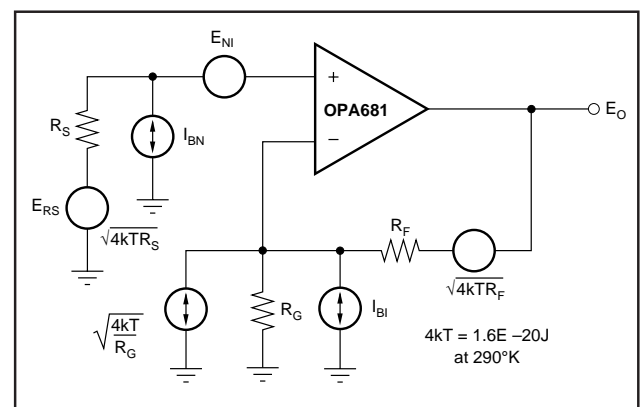 E_NI
+
OPA681
−
E_O
R_S
I_BN
E_RS
√4kTR_S
R_F
√4kTR_F
√4kT/R_G
R_G
I_BI
4kT = 1.6E –20J
at 290°K